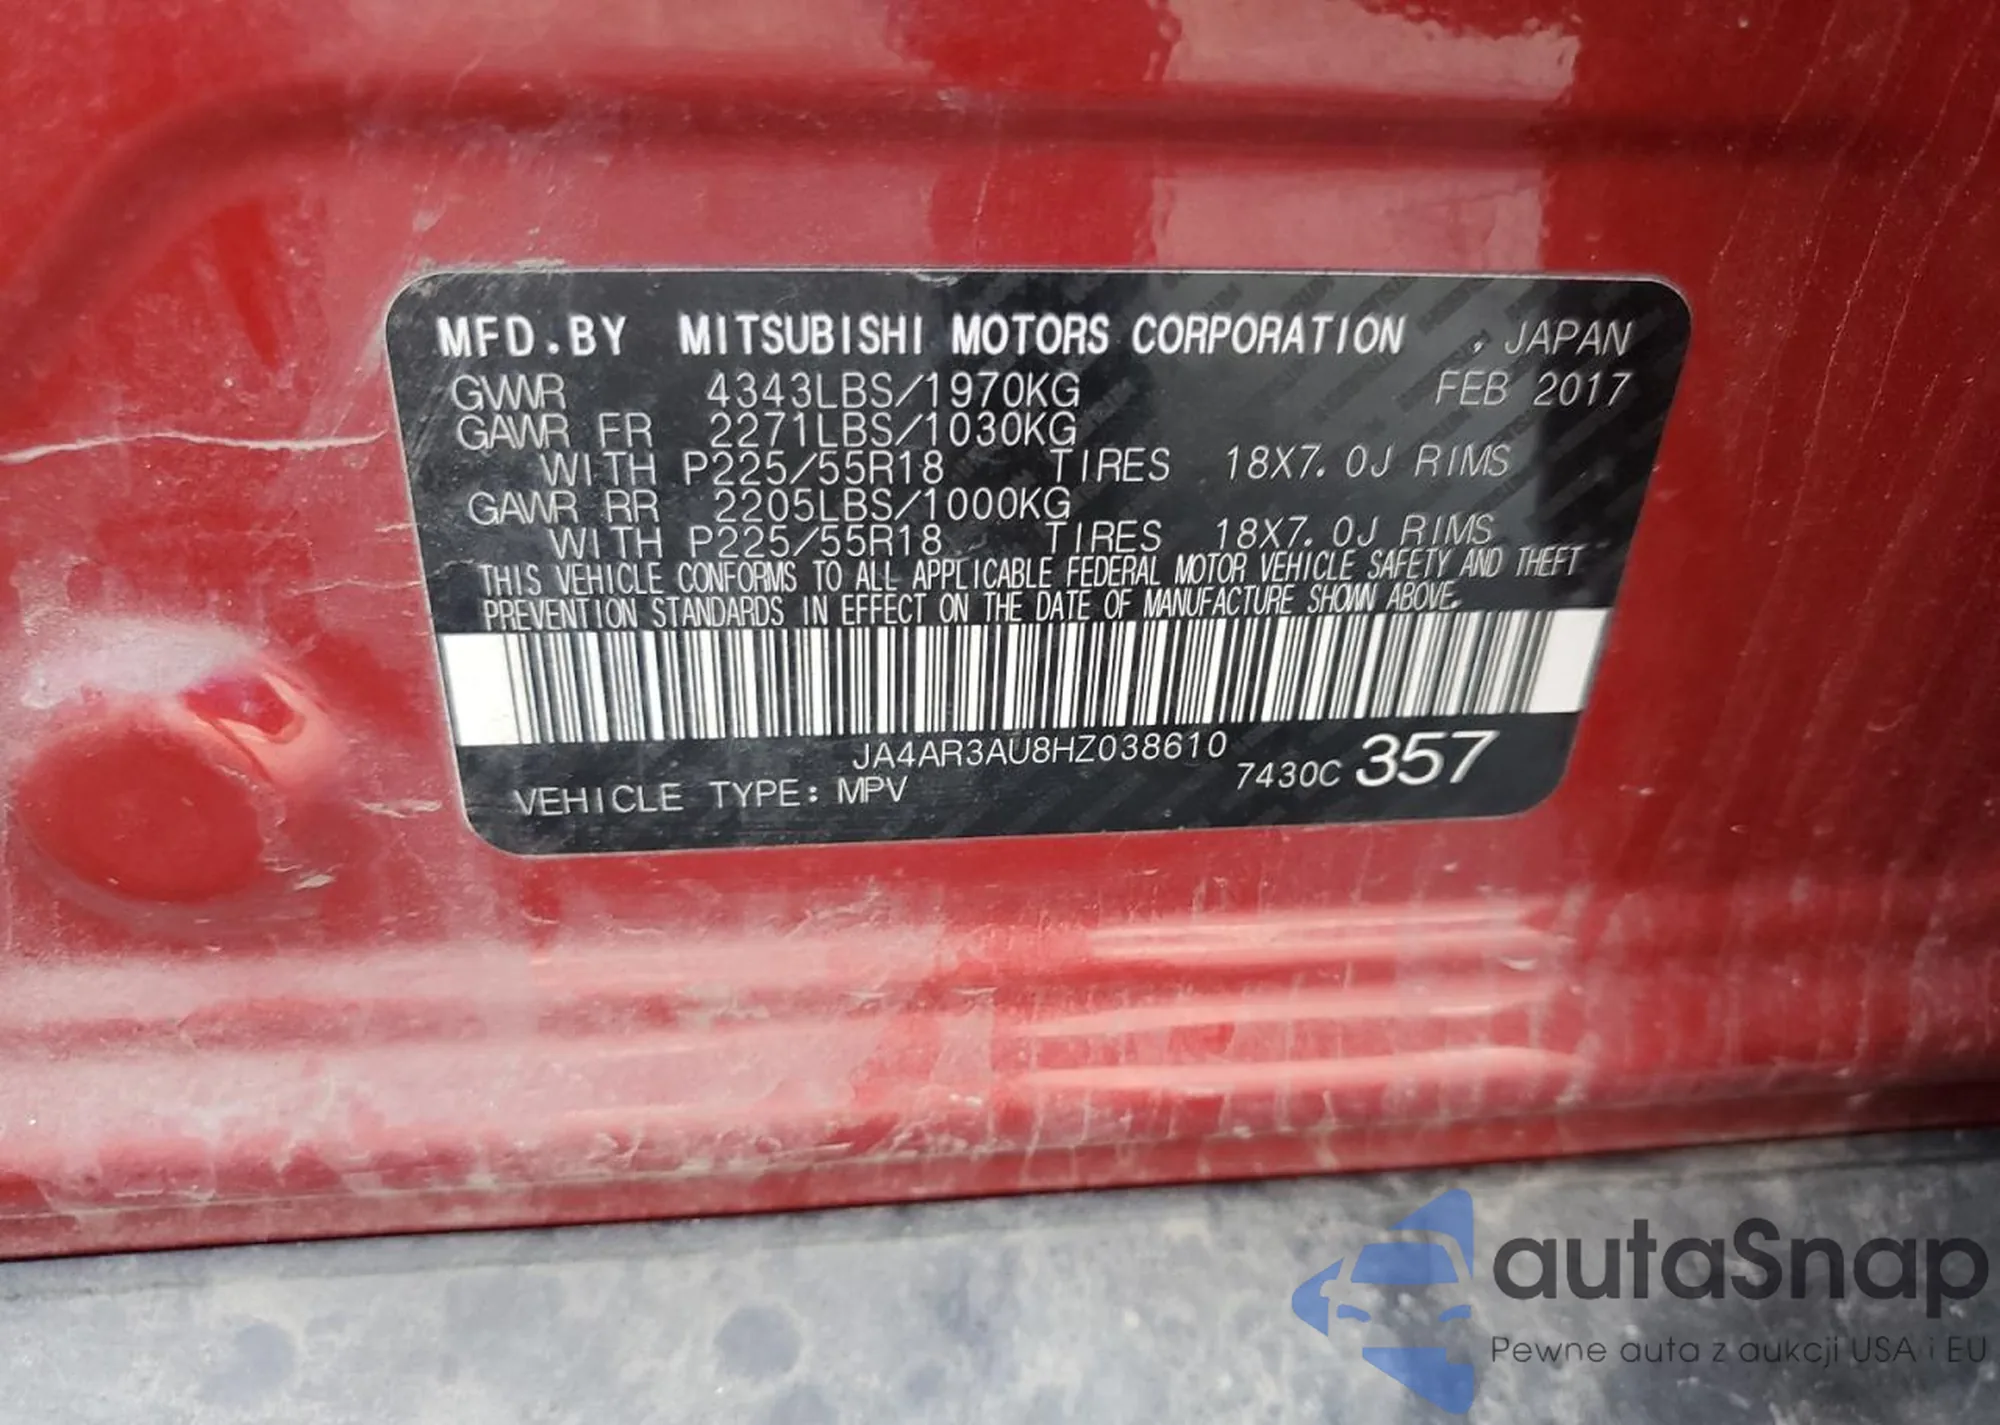 MFD.BY MITSUBISHI MOTORS CORPORATION , JAPAN
GVWR 4343LBS/1970KG FEB 2017
GAWR FR 2271LBS/1030KG
WITH P225/55R18 TIRES 18X7.0J RIMS
GAWR RR 2205LBS/1000KG
WITH P225/55R18 TIRES 18X7.0J RIMS
THIS VEHICLE CONFORMS TO ALL APPLICABLE FEDERAL MOTOR VEHICLE SAFETY AND THEFT
PREVENTION STANDARDS IN EFFECT ON THE DATE OF MANUFACTURE SHOWN ABOVE.
JA4AR3AU8HZ038610
VEHICLE TYPE: MPV 7430C 357
autaSnap
Pewne auta z aukcji USA i EU